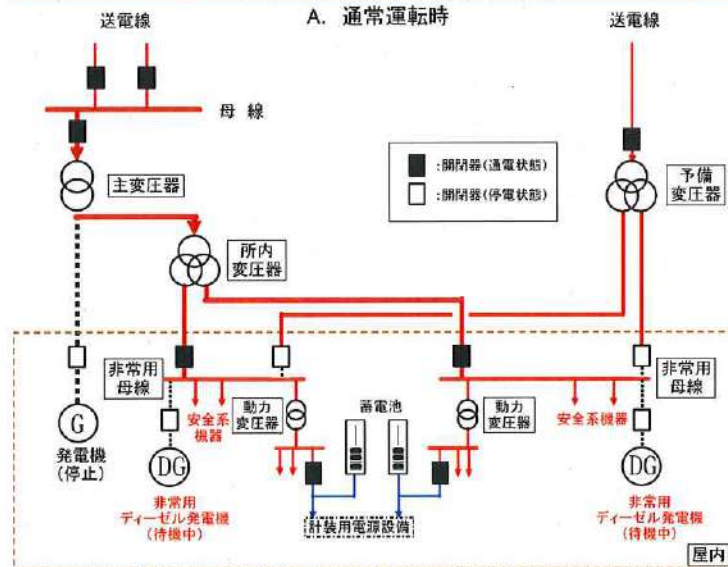 A. 通常運転時
送電線
送電線
母 線
:開閉器(通電状態)
:開閉器(停電状態)
主変圧器
予備
変圧器
所内
変圧器
非常用
母線
非常用
母線
安全系
機器
動力
変圧器
蓄電池
動力
変圧器
安全系機器
G
発電機
(停止)
DG
非常用
ディーゼル発電機
(待機中)
計装用電源設備
DG
非常用
ディーゼル発電機
(待機中)
屋内